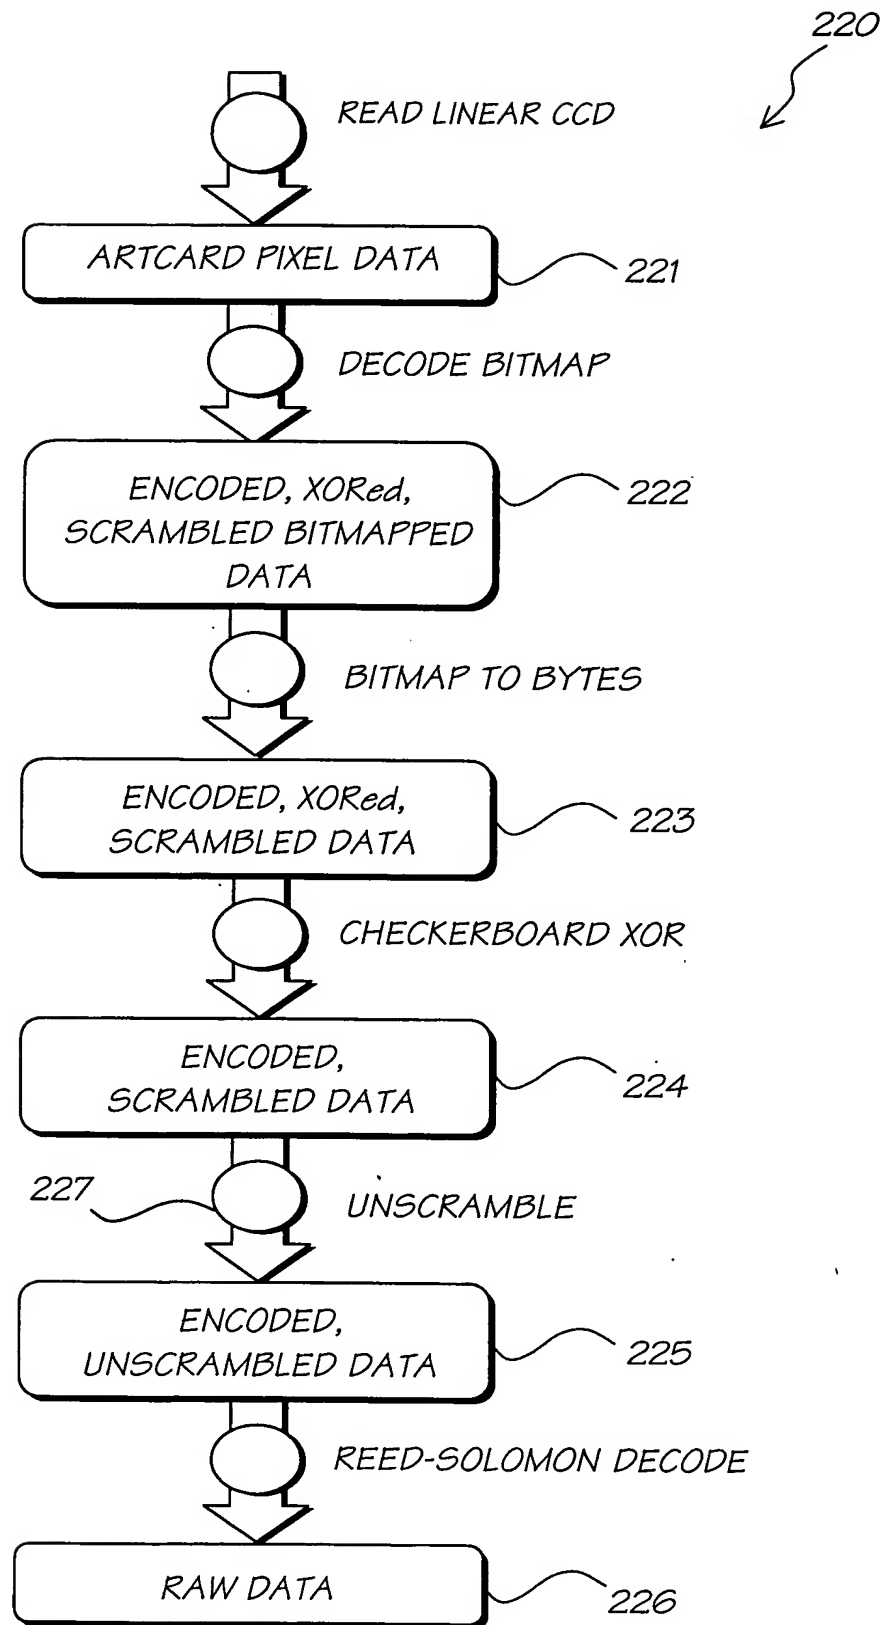 220
READ LINEAR CCD
ARTCARD PIXEL DATA
221
DECODE BITMAP
ENCODED, XORed,
SCRAMBLED BITMAPPED
DATA
222
BITMAP TO BYTES
ENCODED, XORed,
SCRAMBLED DATA
223
CHECKERBOARD XOR
ENCODED,
SCRAMBLED DATA
224
227
UNSCRAMBLE
ENCODED,
UNSCRAMBLED DATA
225
REED-SOLOMON DECODE
RAW DATA
226